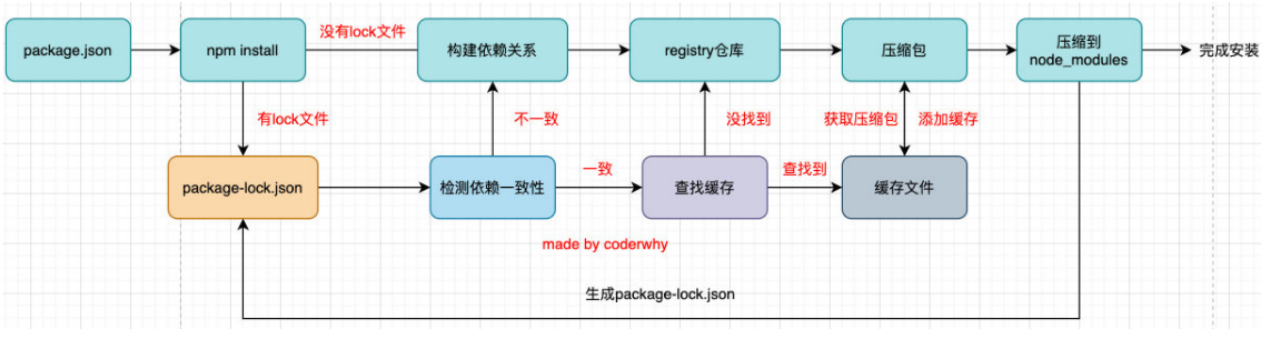 package.json
npm install
没有lock文件
构建依赖关系
registry仓库
压缩包
压缩到
node_modules
完成安装
有lock文件
不一致
没找到
获取压缩包
添加缓存
package-lock.json
检测依赖一致性
一致
查找缓存
查找到
缓存文件
made by coderwhy
生成package-lock.json